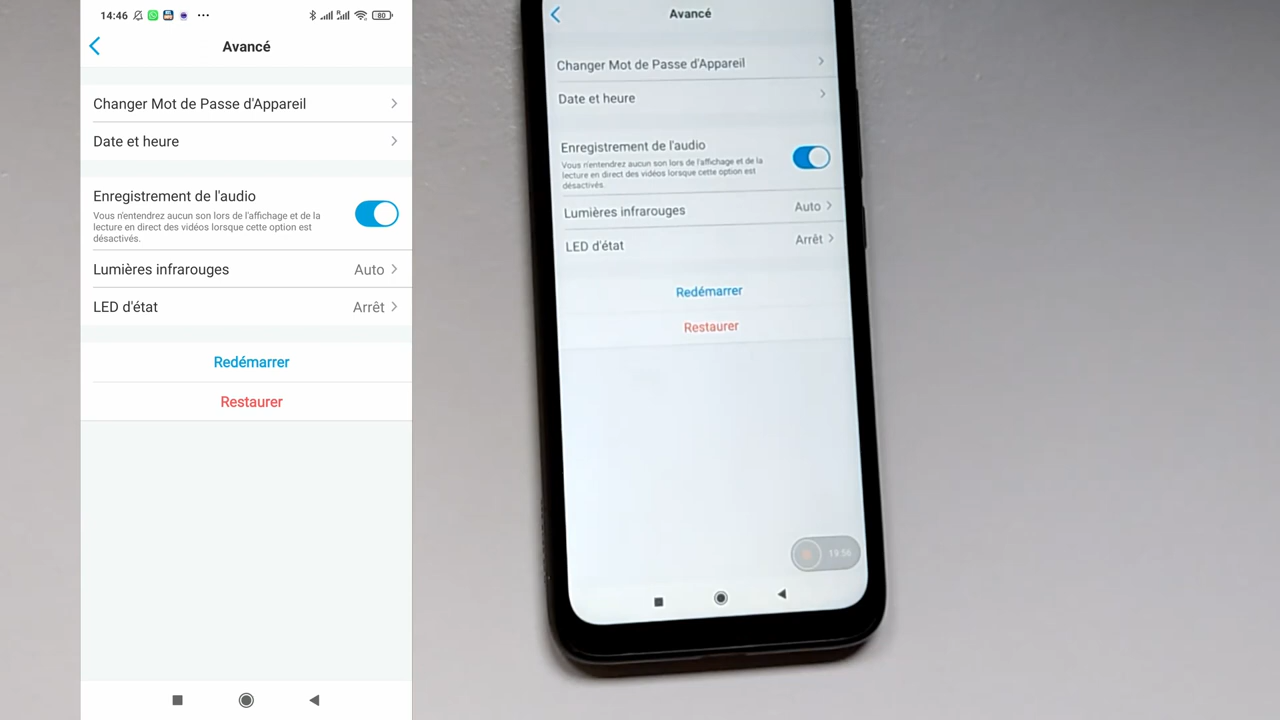 14:46
80
Avancé
Changer Mot de Passe d'Appareil
Date et heure
Enregistrement de l'audio
Vous n'entendrez aucun son lors de l'affichage et de la
lecture en direct des vidéos lorsque cette option est
désactivés.
Lumières infrarouges Auto
LED d'état Arrêt
Redémarrer
Restaurer
Avancé
Changer Mot de Passe d'Appareil
Date et heure
Enregistrement de l'audio
Vous n'entendrez aucun son lors de l'affichage et de la
lecture en direct des vidéos lorsque cette option est
désactivés.
Lumières infrarouges Auto
LED d'état Arrêt
Redémarrer
Restaurer
19:56